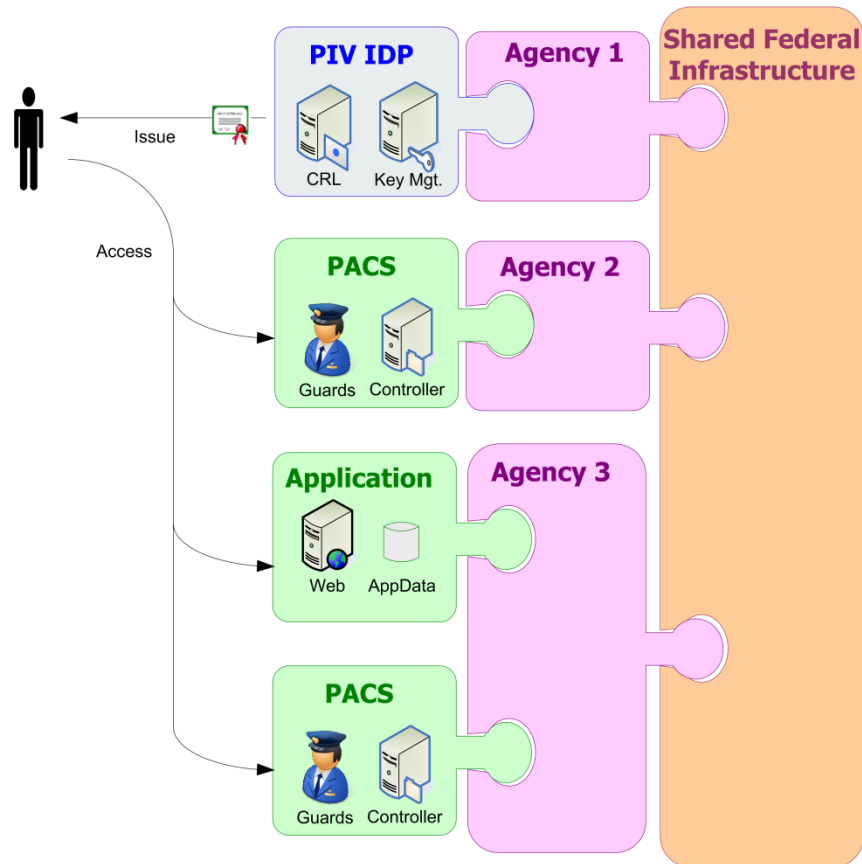 PIV IDP
Agency 1
Shared Federal
Infrastructure
Issue
CRL
Key Mgt.
Access
PACS
Agency 2
Guards
Controller
Application
Agency 3
Web
AppData
PACS
Guards
Controller